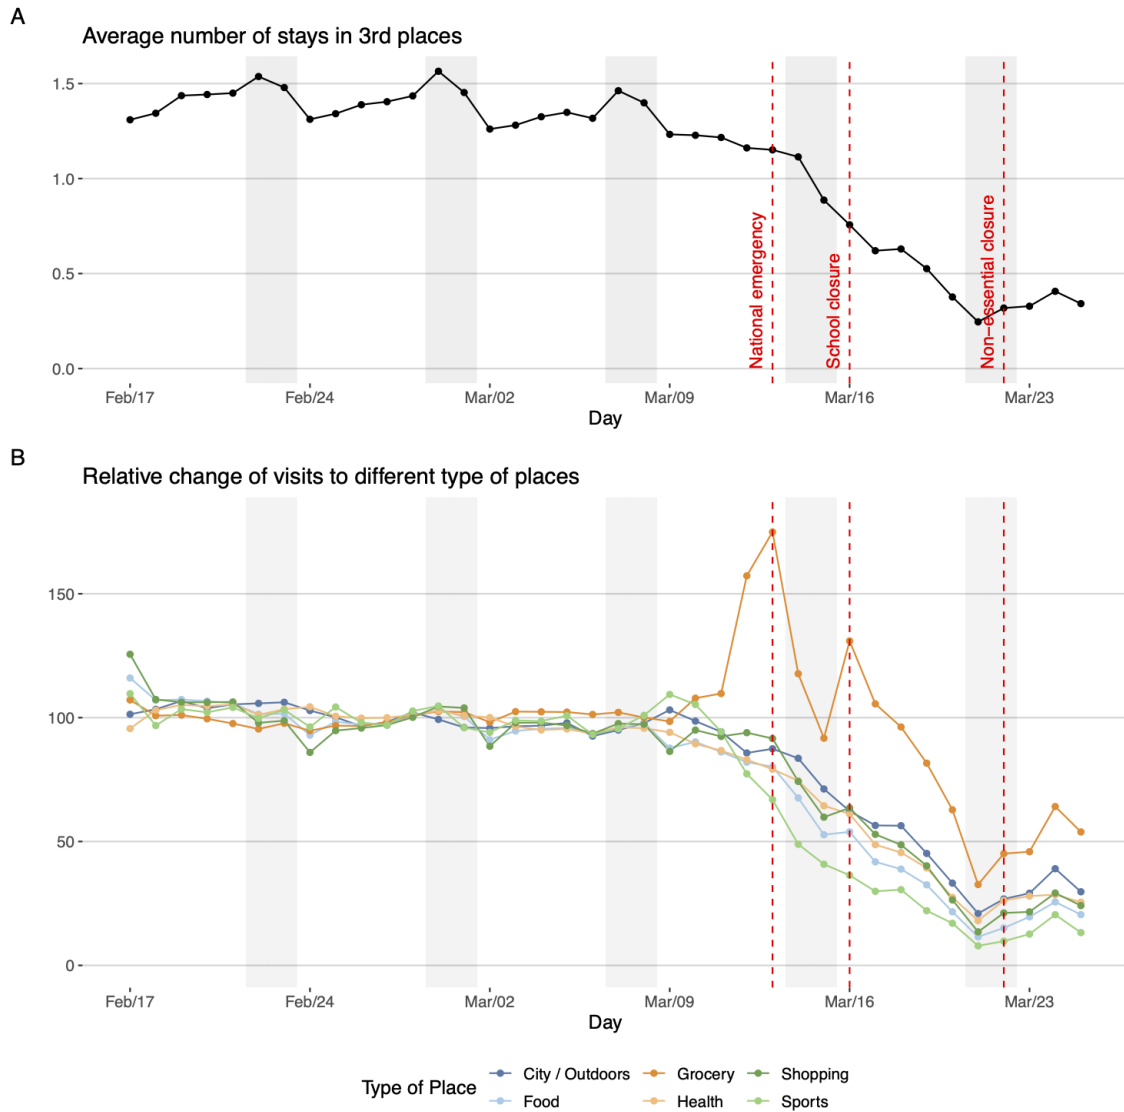 A
Average number of stays in 3rd places
1.5
1.0
0.5
0.0
National emergency
School closure
Non-essential closure
Feb/17 Feb/24 Mar/02 Mar/09 Mar/16 Mar/23
Day
B
Relative change of visits to different type of places
150
100
50
0
Feb/17 Feb/24 Mar/02 Mar/09 Mar/16 Mar/23
Day
Type of Place
City / Outdoors Grocery Shopping
Food Health Sports